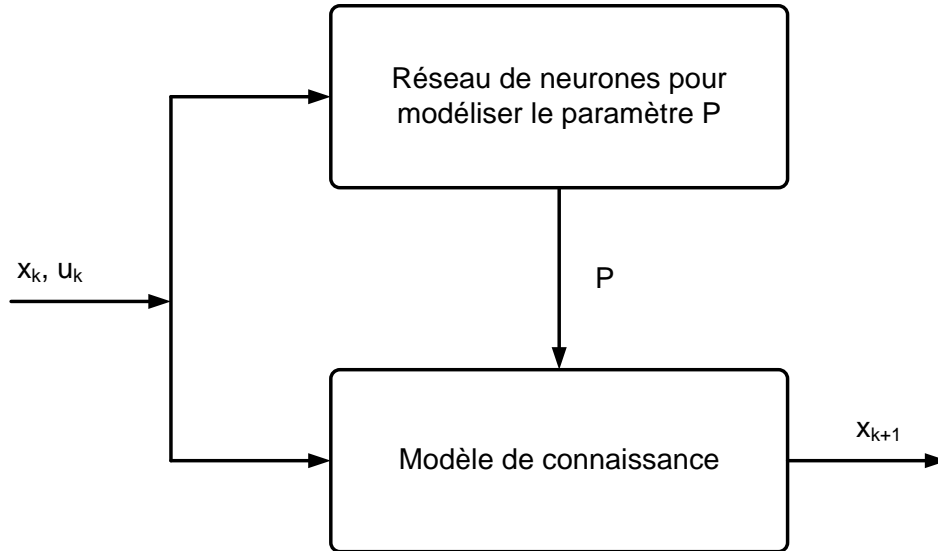 Réseau de neurones pour
modéliser le paramètre P
xₖ, uₖ
P
Modèle de connaissance
xₖ₊₁